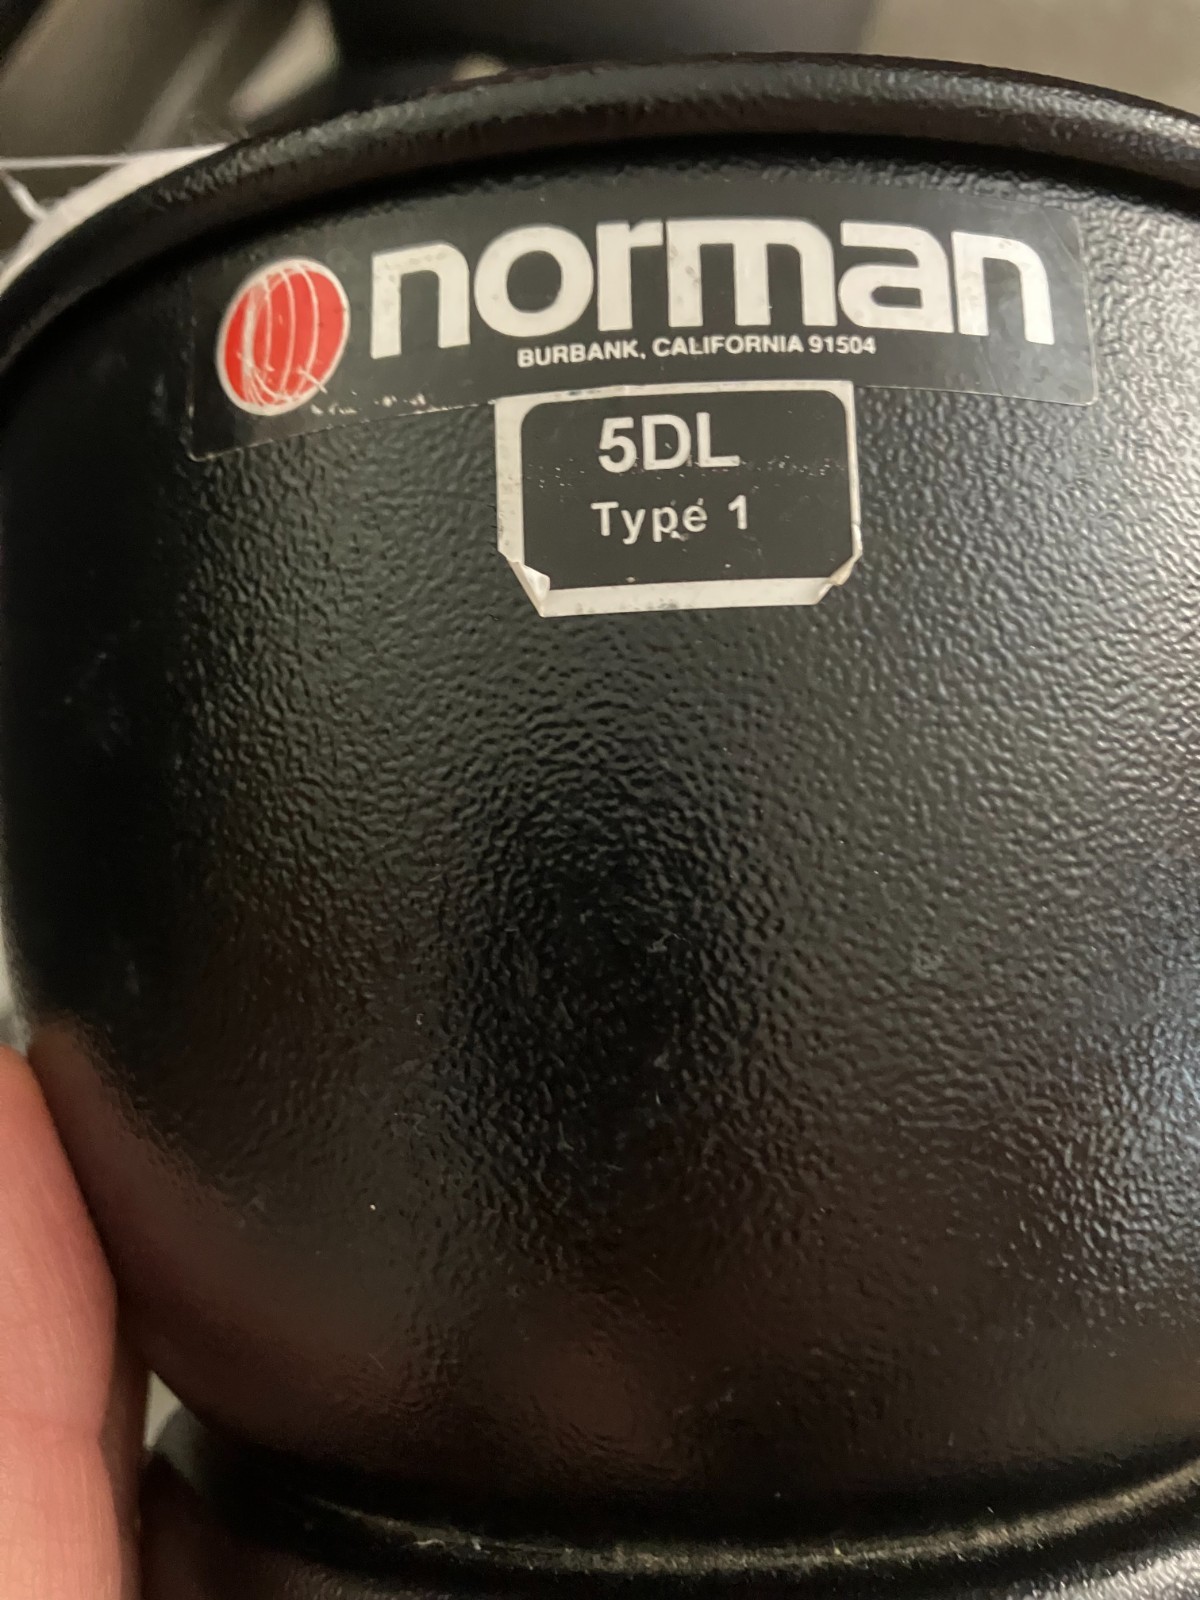 norman
BURBANK, CALIFORNIA 91504
5DL
Type 1